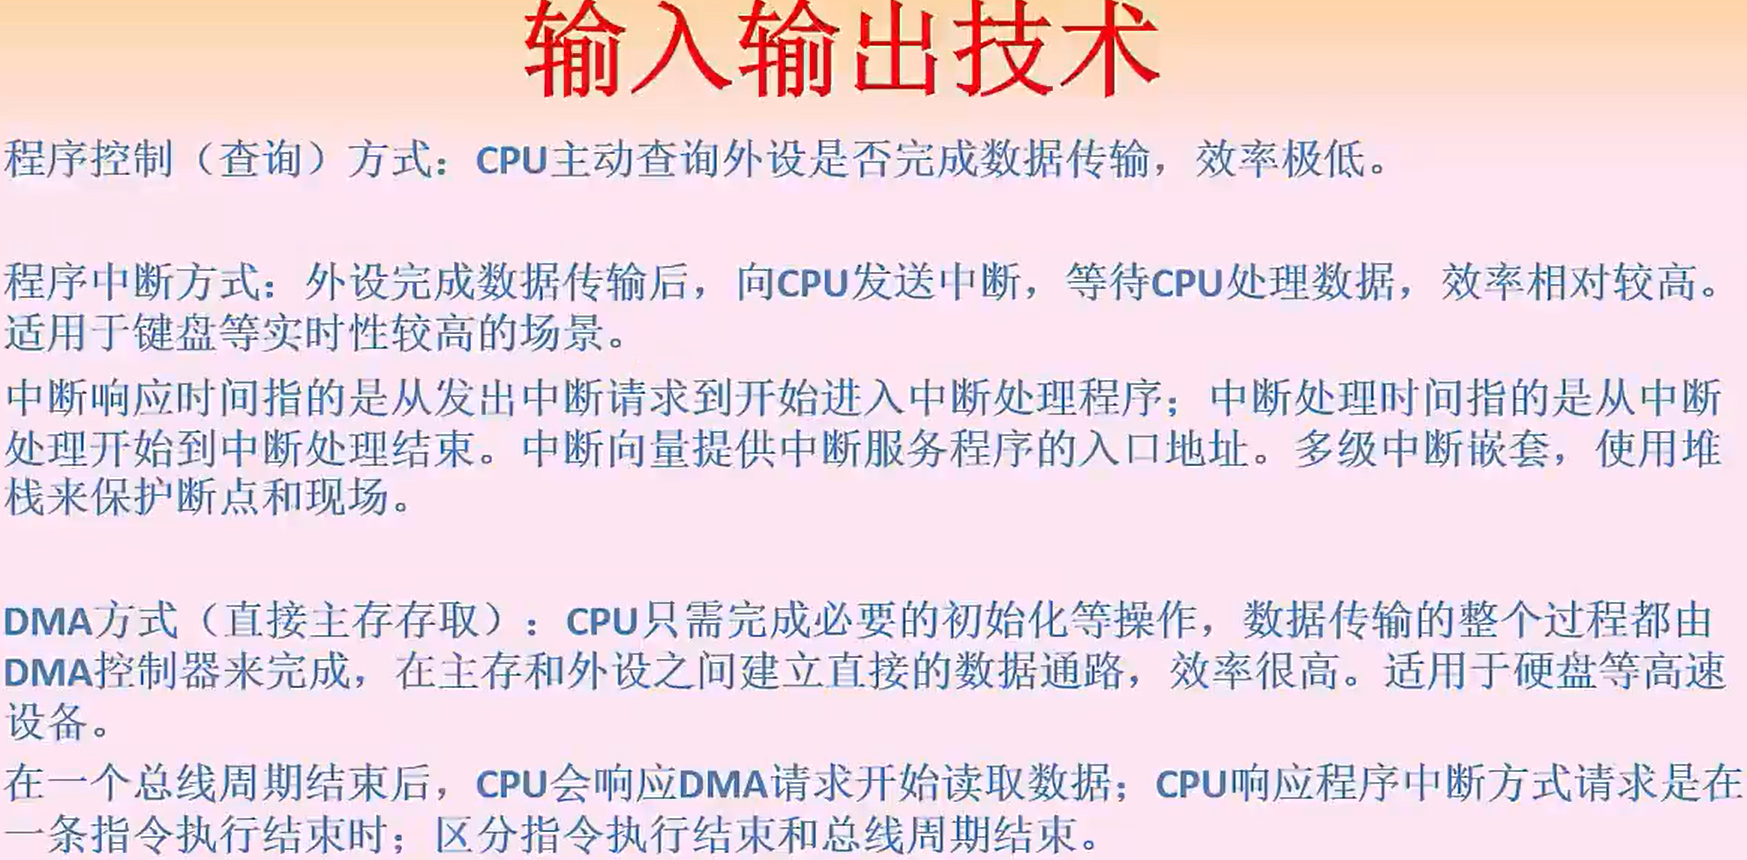 输入输出技术
程序控制（查询）方式：CPU主动查询外设是否完成数据传输，效率极低。
程序中断方式：外设完成数据传输后，向CPU发送中断，等待CPU处理数据，效率相对较高。
适用于键盘等实时性较高的场景。
中断响应时间指的是从发出中断请求到开始进入中断处理程序；中断处理时间指的是从中断
处理开始到中断处理结束。中断向量提供中断服务程序的入口地址。多级中断嵌套，使用堆
栈来保护断点和现场。
DMA方式（直接主存存取）：CPU只需完成必要的初始化等操作，数据传输的整个过程都由
DMA控制器来完成，在主存和外设之间建立直接的数据通路，效率很高。适用于硬盘等高速
设备。
在一个总线周期结束后，CPU会响应DMA请求开始读取数据；CPU响应程序中断方式请求是在
一条指令执行结束时；区分指令执行结束和总线周期结束。